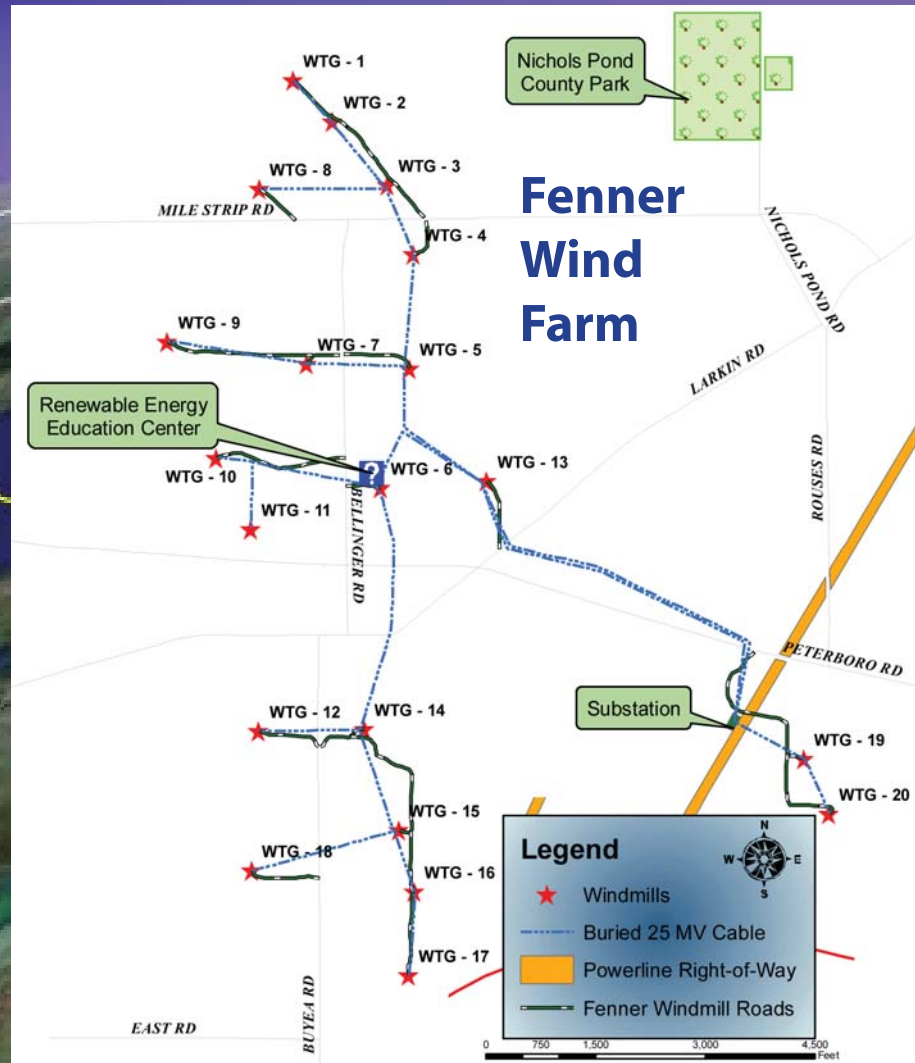 WTG - 1
Nichols Pond
County Park
WTG - 2
WTG - 3
WTG - 8
Fenner
Wind
Farm
MILE STRIP RD
WTG - 4
NICHOLS POND RD
WTG - 9
WTG - 7
WTG - 5
LARKIN RD
Renewable Energy
Education Center
?
WTG - 6
WTG - 13
WTG - 10
WTG - 11
BELLINGER RD
ROUSES RD
PETERBORO RD
WTG - 12
WTG - 14
Substation
WTG - 19
WTG - 20
WTG - 15
WTG - 18
WTG - 16
WTG - 17
BUYEA RD
EAST RD
Legend
N
W E
S
Windmills
Buried 25 MV Cable
Powerline Right-of-Way
Fenner Windmill Roads
0 750 1,500 3,000 4,500
Feet